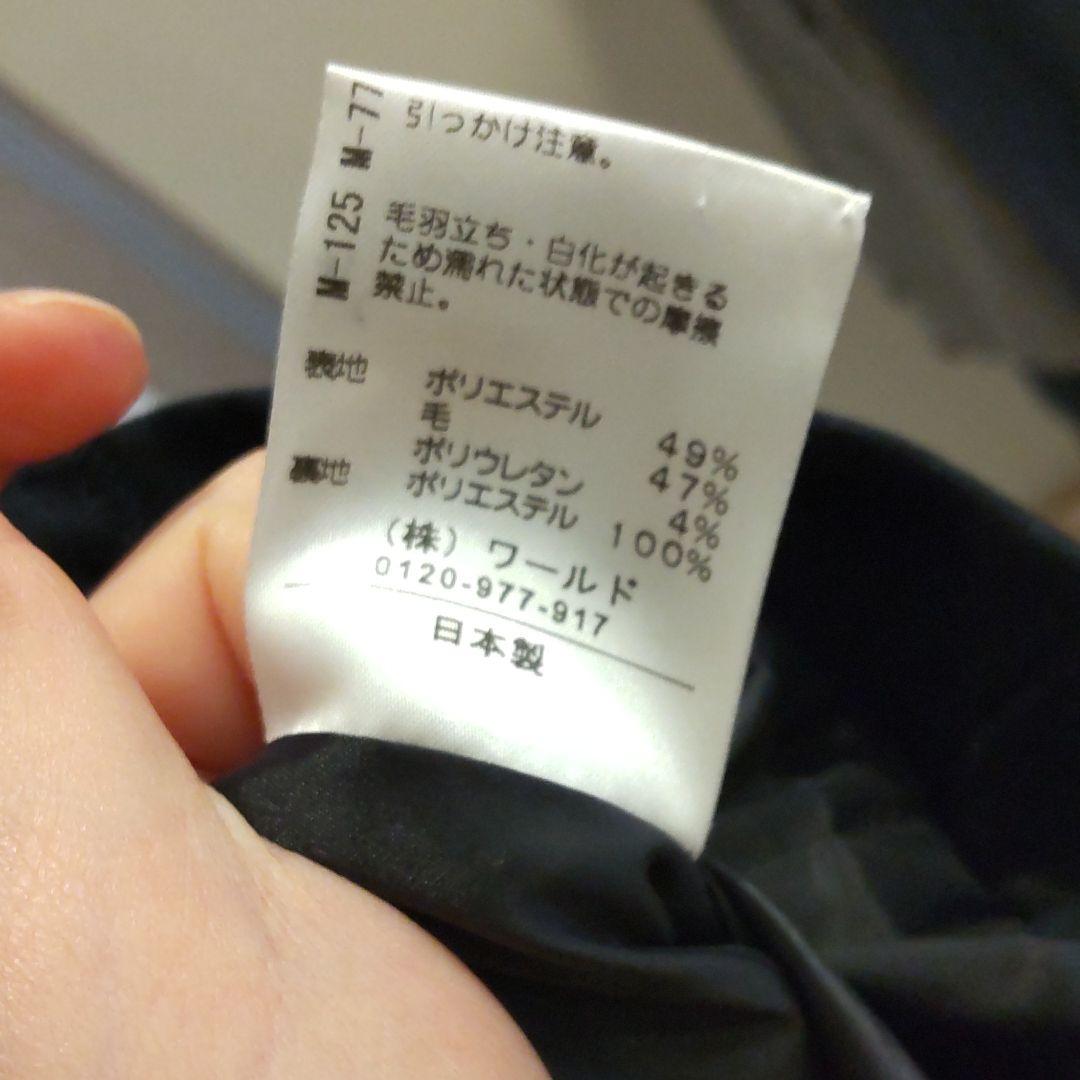 M-125 M-77
引っかけ注意。
毛羽立ち・白化が起きる
ため濡れた状態での摩擦
禁止。
表地 ポリエステル 49%
毛 47%
ポリウレタン 4%
裏地 ポリエステル 100%
(株) ワールド
0120-977-917
日本製